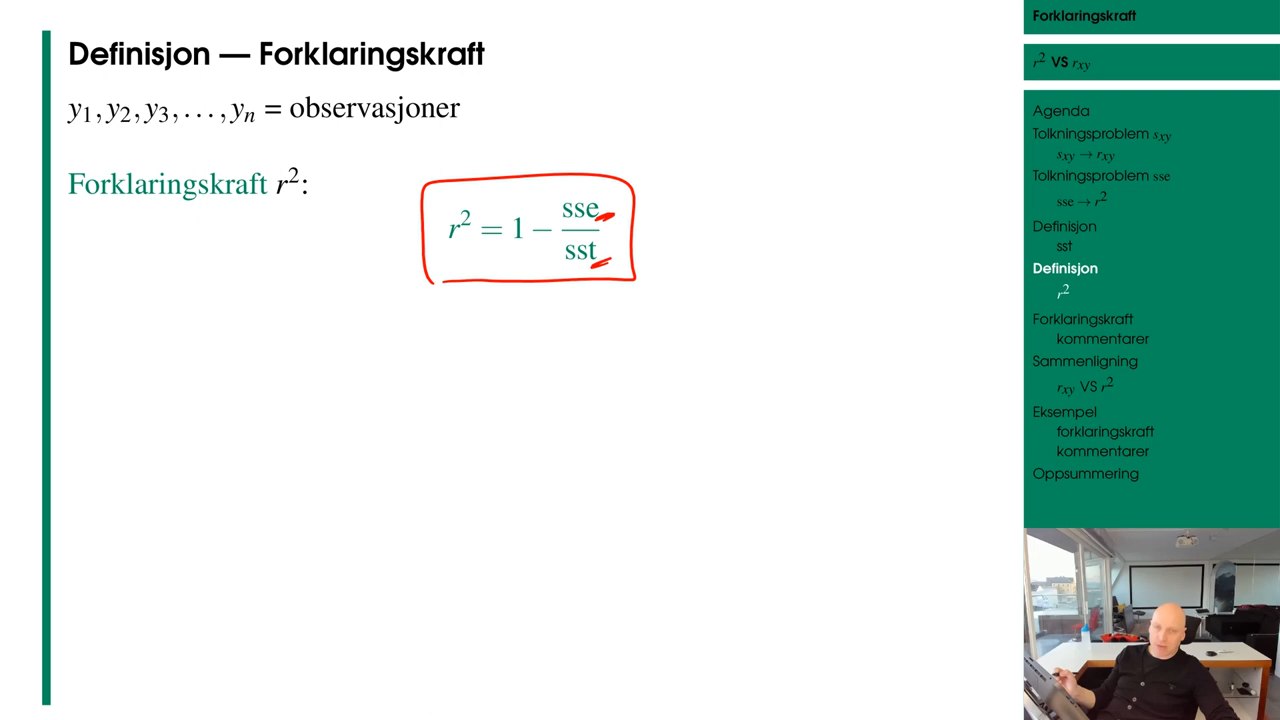 Definisjon — Forklaringskraft
y₁, y₂, y₃, ..., yₙ = observasjoner
Forklaringskraft r²:
r² = 1 − sse/sst
Forklaringskraft
r² VS rₓᵧ
Agenda
Tolkningsproblem sₓᵧ
sₓᵧ → rₓᵧ
Tolkningsproblem sse
sse → r²
Definisjon
sst
Definisjon
r²
Forklaringskraft
kommentarer
Sammenligning
rₓᵧ VS r²
Eksempel
forklaringskraft
kommentarer
Oppsummering